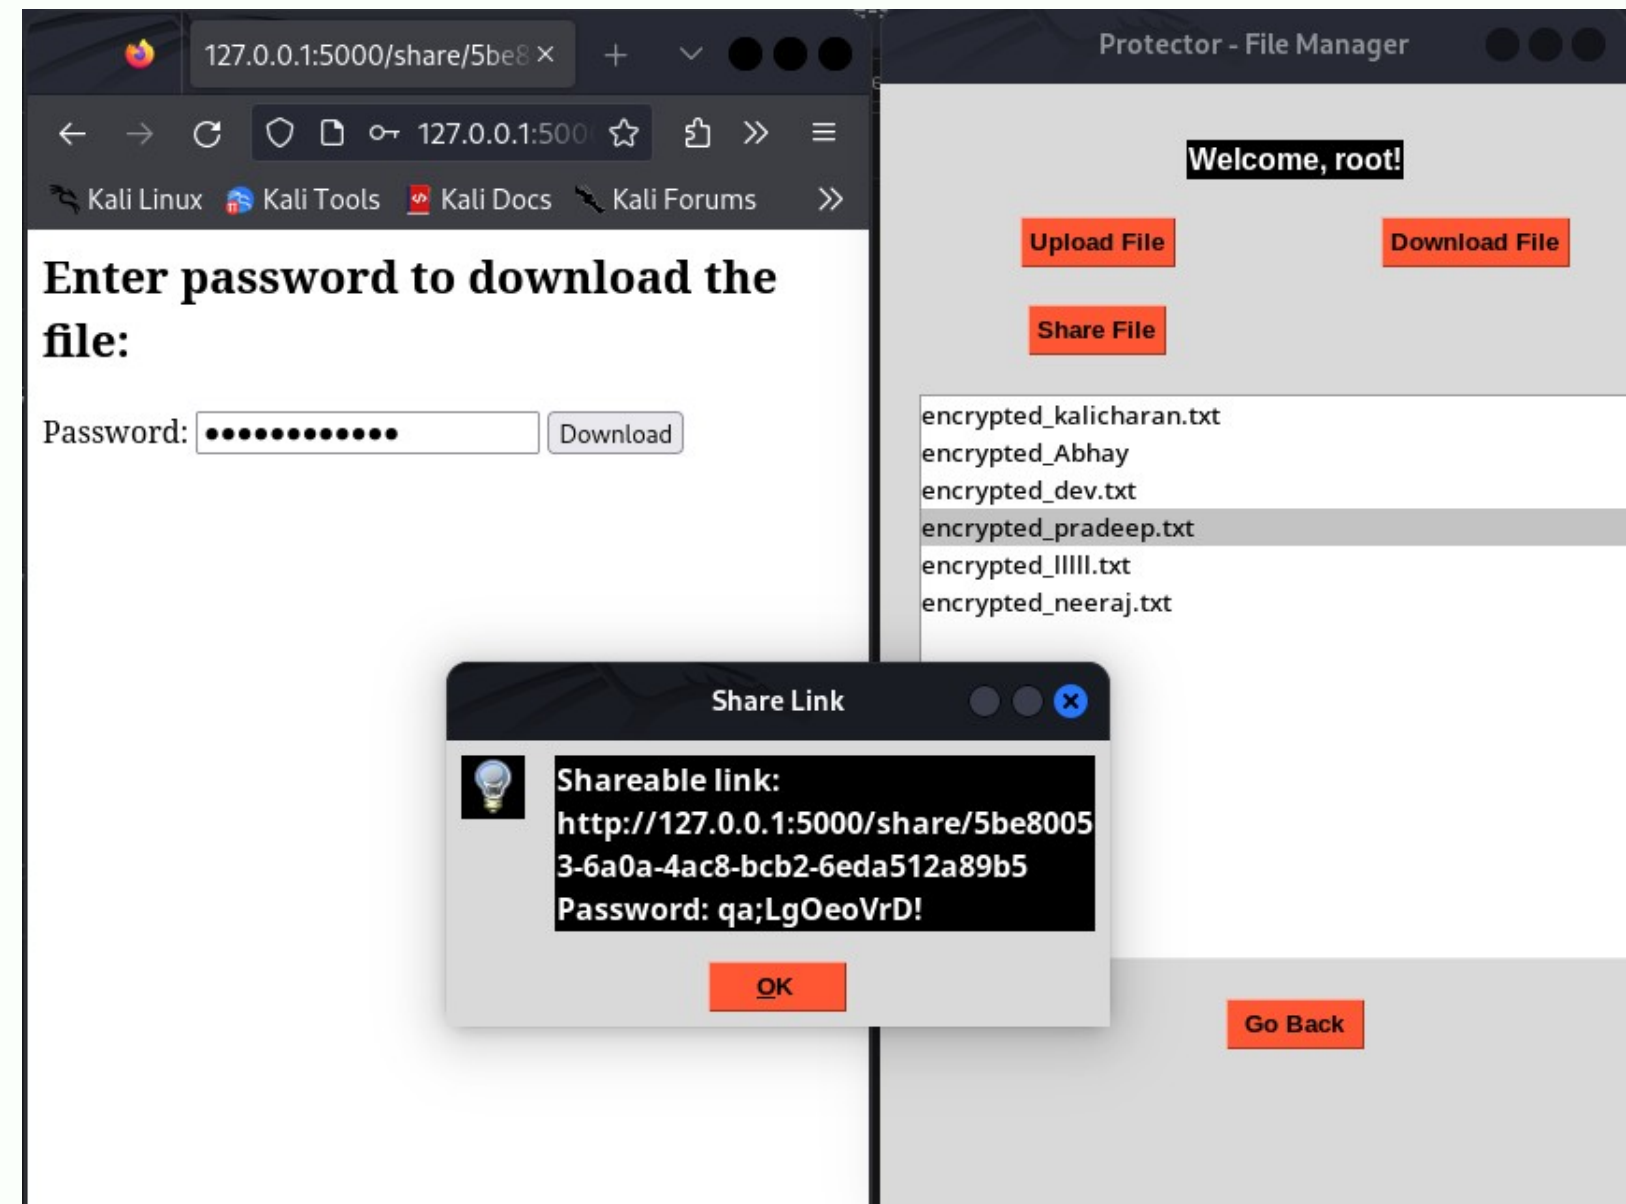 127.0.0.1:5000/share/5be8
127.0.0.1:500
Kali Linux Kali Tools Kali Docs Kali Forums
Enter password to download the
file:
Password: Download
Protector - File Manager
Welcome, root!
Upload File Download File
Share File
encrypted_kalicharan.txt
encrypted_Abhay
encrypted_dev.txt
encrypted_pradeep.txt
encrypted_lllll.txt
encrypted_neeraj.txt
Share Link
Shareable link:
http://127.0.0.1:5000/share/5be8005
3-6a0a-4ac8-bcb2-6eda512a89b5
Password: qa;LgOeoVrD!
OK
Go Back